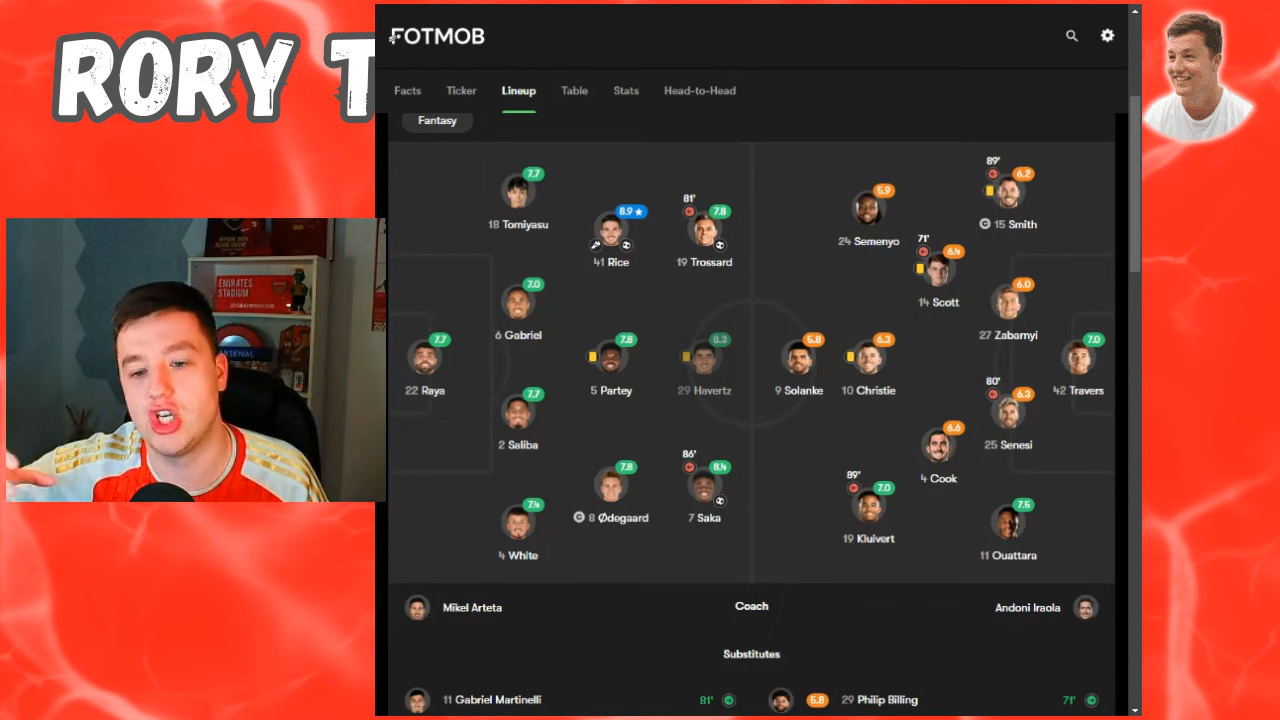 RORY T
FOTMOB
Facts Ticker Lineup Table Stats Head-to-Head
Fantasy
7.7
18 Tomiyasu
8.9
41 Rice
81'
7.8
19 Trossard
5.9
24 Semenyo
89'
6.2
C 15 Smith
71'
6.4
14 Scott
7.0
6 Gabriel
6.0
27 Zabarnyi
7.7
22 Raya
7.8
5 Partey
8.3
29 Havertz
5.8
9 Solanke
6.3
10 Christie
7.0
42 Travers
7.7
2 Saliba
80'
6.3
25 Senesi
6.6
4 Cook
7.8
C 8 Ødegaard
86'
8.4
7 Saka
89'
7.0
19 Kluivert
7.4
4 White
7.5
11 Ouattara
Mikel Arteta Coach Andoni Iraola
Substitutes
11 Gabriel Martinelli 81' 5.8 29 Philip Billing 71'
EMIRATES
STADIUM
ARSENAL